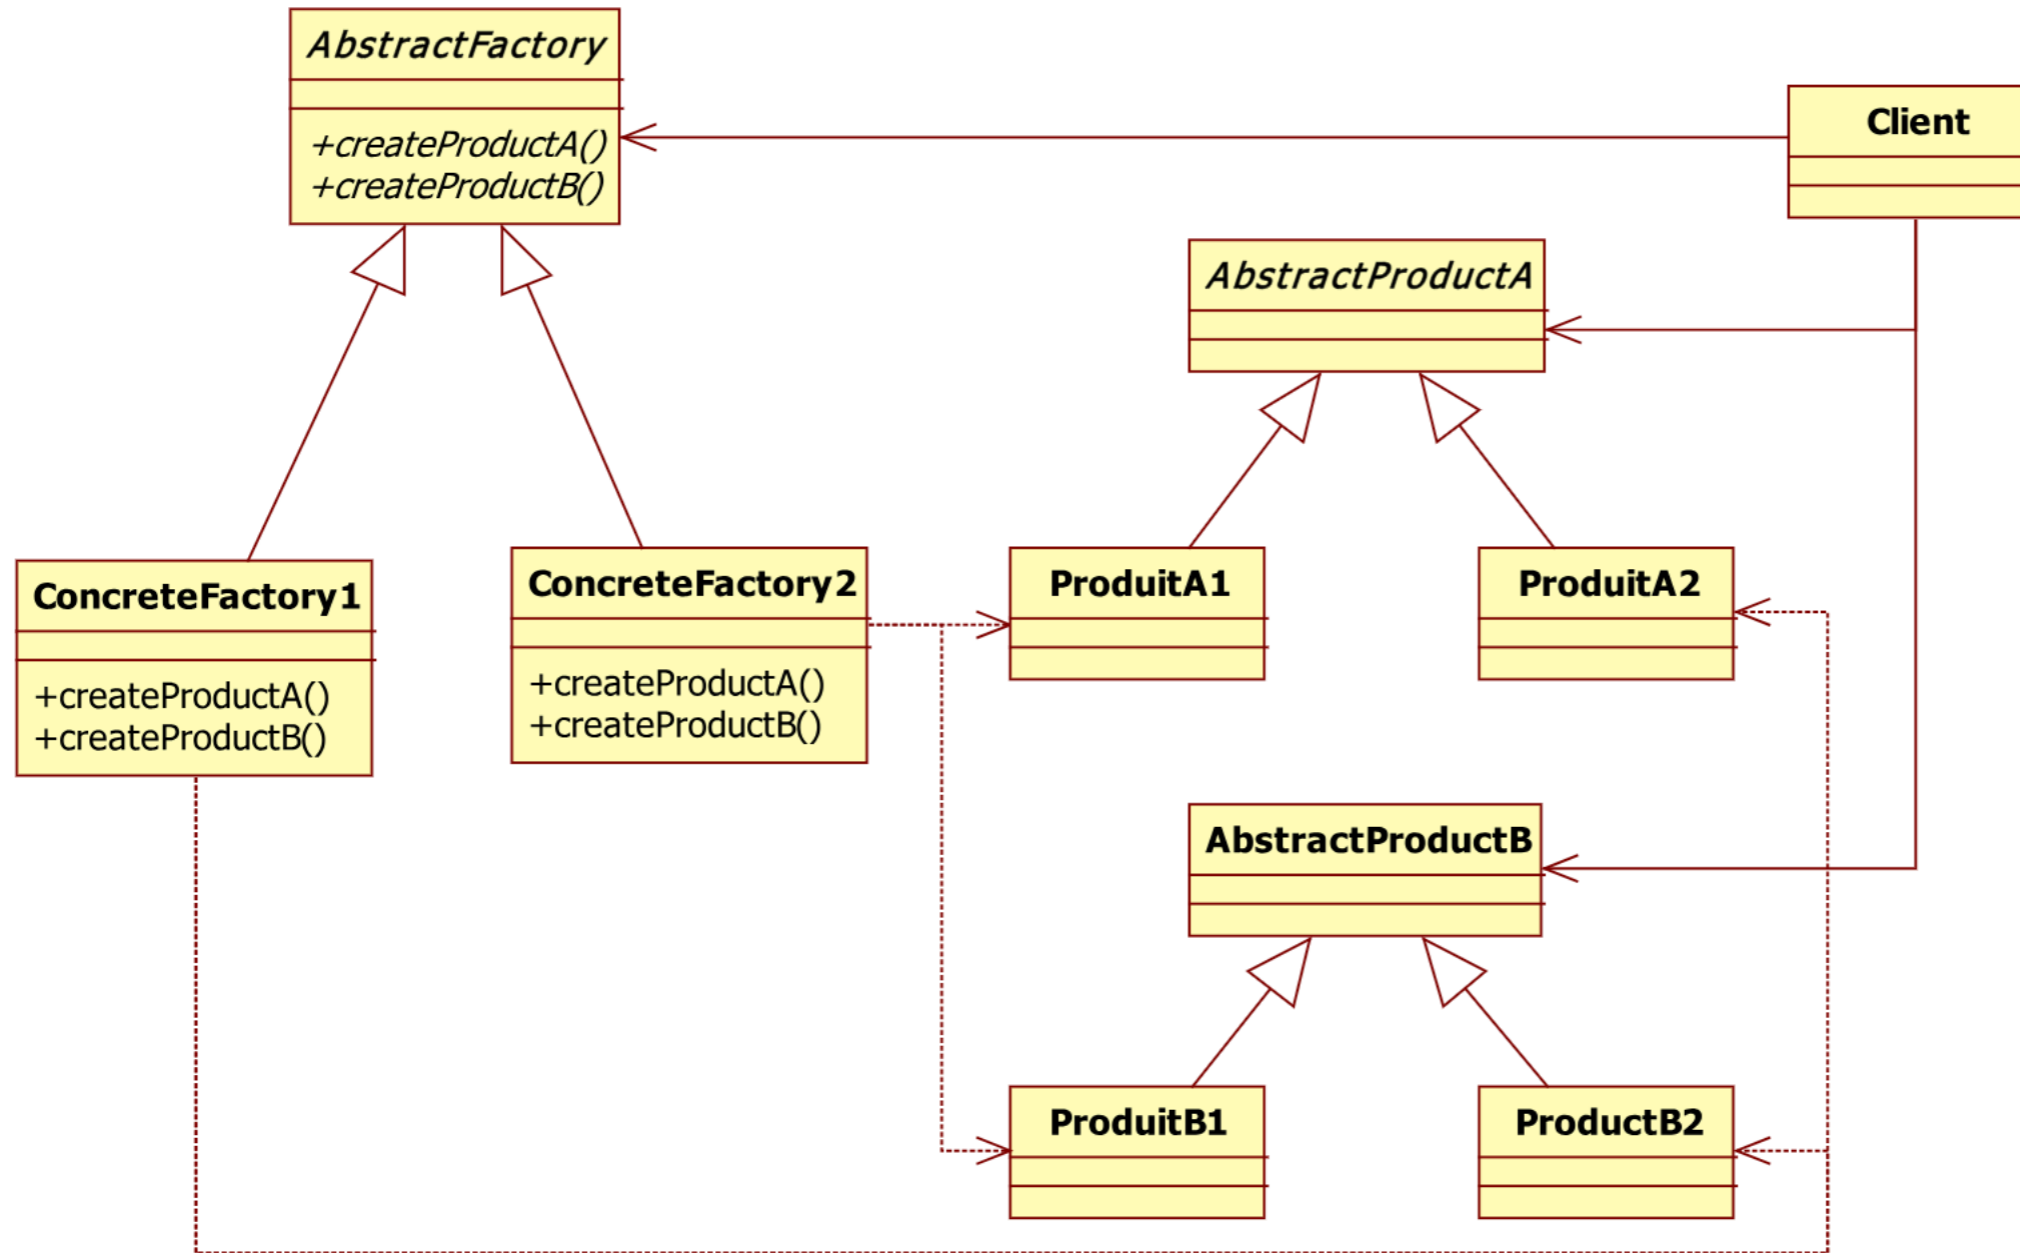 AbstractFactory
+createProductA()
+createProductB()
Client
AbstractProductA
ConcreteFactory1
+createProductA()
+createProductB()
ConcreteFactory2
+createProductA()
+createProductB()
ProduitA1
ProduitA2
AbstractProductB
ProduitB1
ProductB2